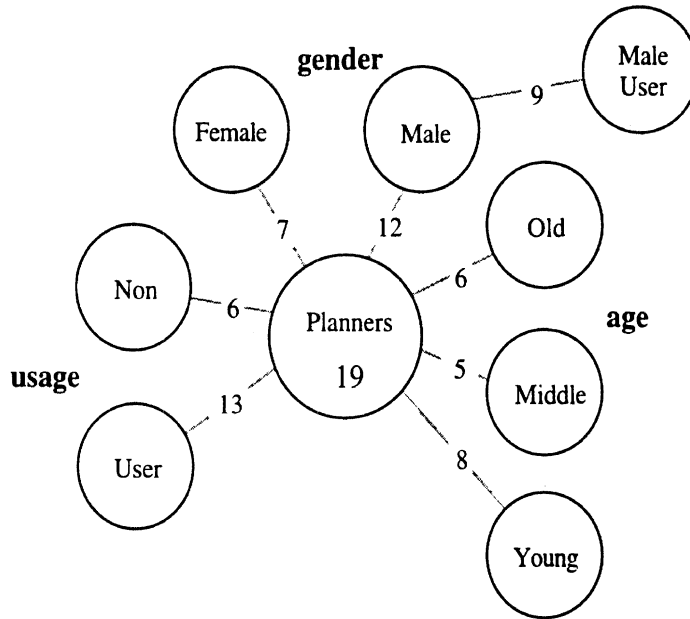 gender
Male
User
Female
Male
9
7
12
Old
Non
6
6
Planners
age
usage
19
5
Middle
13
User
8
Young